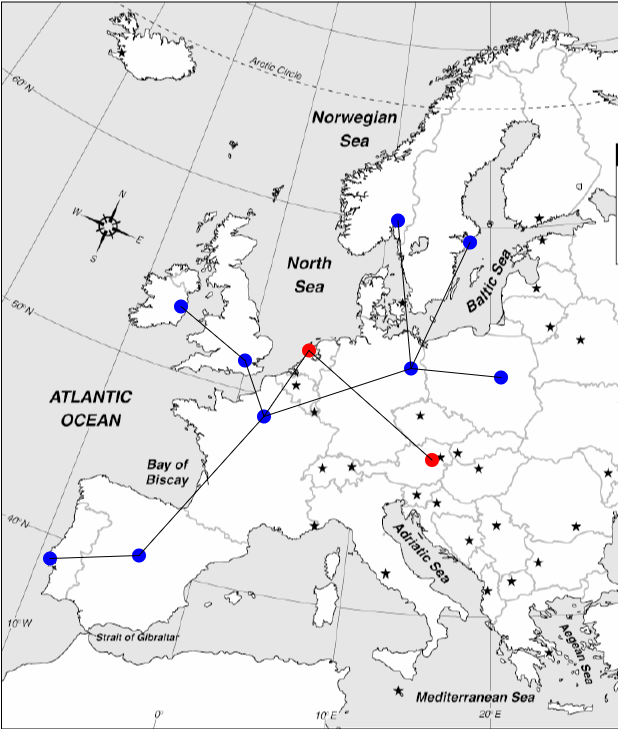 Arctic Circle
60°N
Norwegian
Sea
N
W
E
S
North
Sea
Baltic Sea
50°N
ATLANTIC
OCEAN
Bay of
Biscay
40°N
Adriatic Sea
10°W
Strait of Gibraltar
Aegean Sea
Mediterranean Sea
0°
10°E
20°E